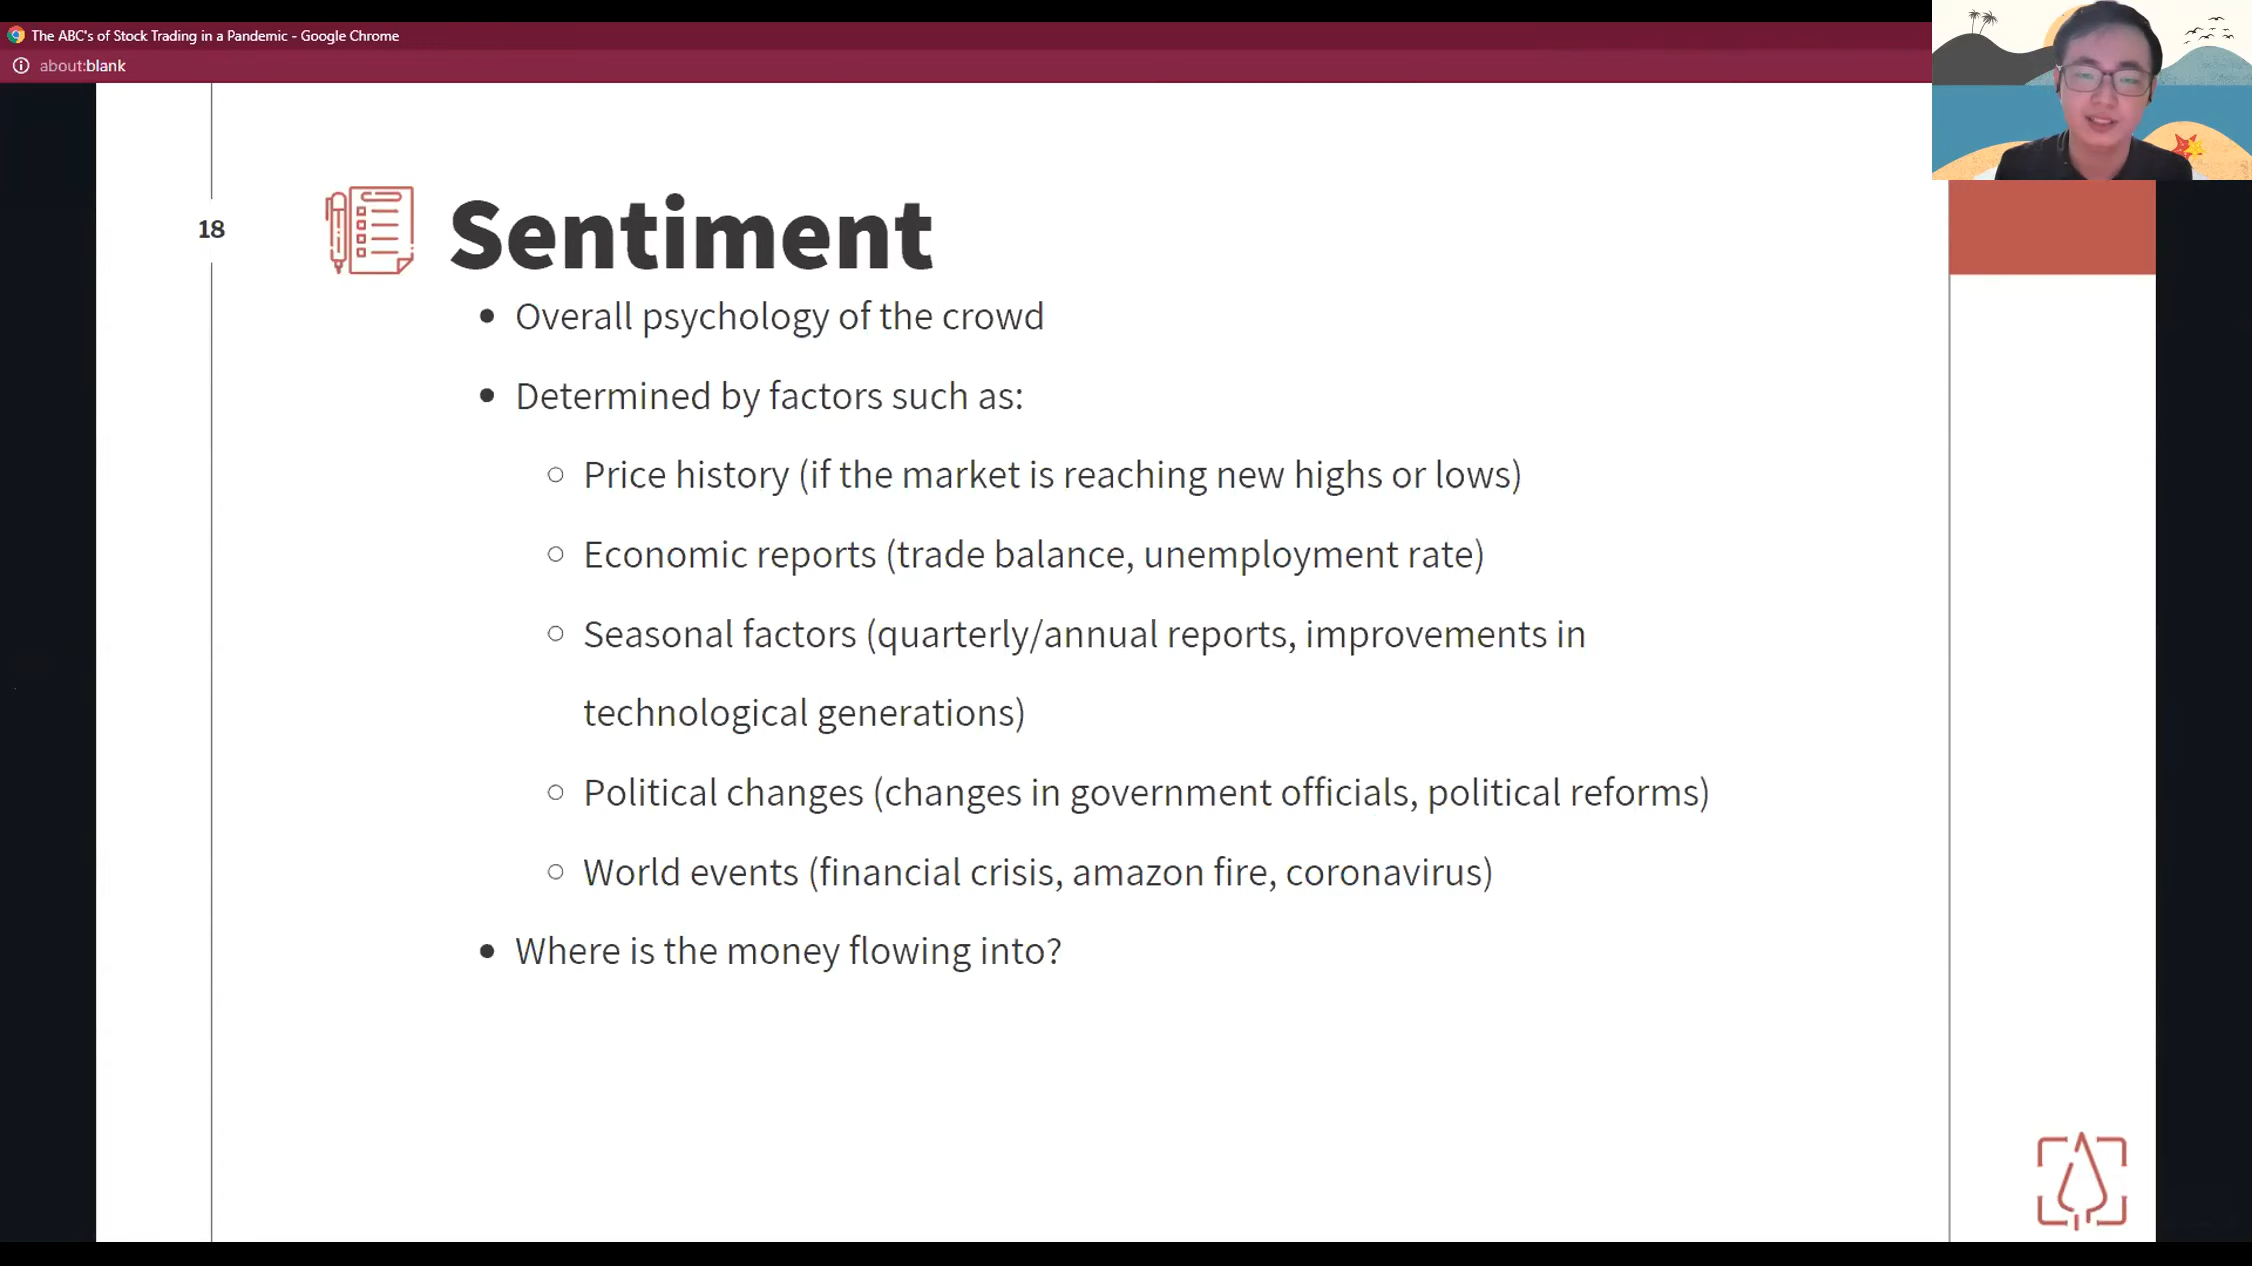 The ABC's of Stock Trading in a Pandemic - Google Chrome
about:blank
18
Sentiment
• Overall psychology of the crowd
• Determined by factors such as:
○ Price history (if the market is reaching new highs or lows)
○ Economic reports (trade balance, unemployment rate)
○ Seasonal factors (quarterly/annual reports, improvements in
technological generations)
○ Political changes (changes in government officials, political reforms)
○ World events (financial crisis, amazon fire, coronavirus)
• Where is the money flowing into?